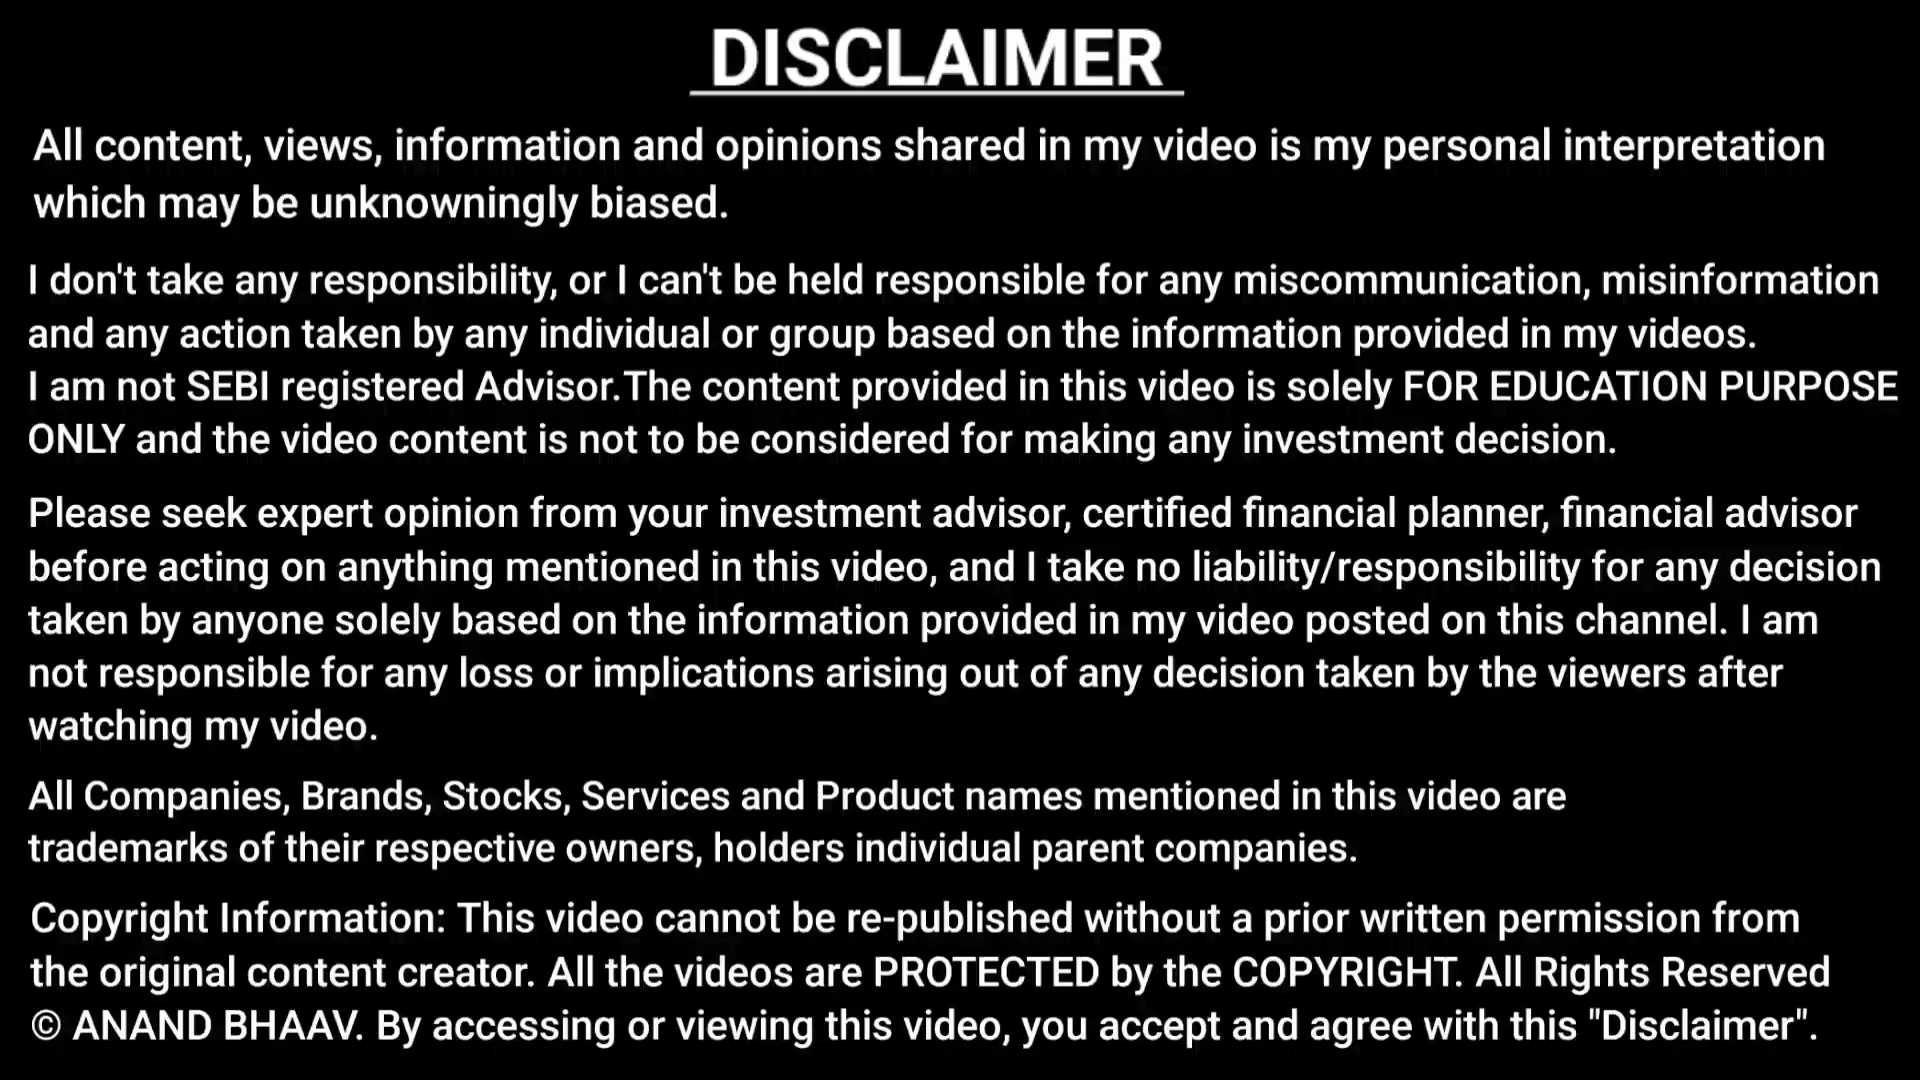 DISCLAIMER
All content, views, information and opinions shared in my video is my personal interpretation
which may be unknowningly biased.
I don't take any responsibility, or I can't be held responsible for any miscommunication, misinformation
and any action taken by any individual or group based on the information provided in my videos.
I am not SEBI registered Advisor.The content provided in this video is solely FOR EDUCATION PURPOSE
ONLY and the video content is not to be considered for making any investment decision.
Please seek expert opinion from your investment advisor, certified financial planner, financial advisor
before acting on anything mentioned in this video, and I take no liability/responsibility for any decision
taken by anyone solely based on the information provided in my video posted on this channel. I am
not responsible for any loss or implications arising out of any decision taken by the viewers after
watching my video.
All Companies, Brands, Stocks, Services and Product names mentioned in this video are
trademarks of their respective owners, holders individual parent companies.
Copyright Information: This video cannot be re-published without a prior written permission from
the original content creator. All the videos are PROTECTED by the COPYRIGHT. All Rights Reserved
© ANAND BHAAV. By accessing or viewing this video, you accept and agree with this "Disclaimer".